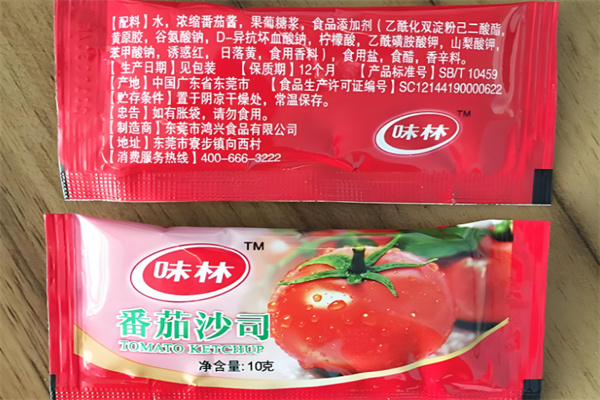 【配料】水，浓缩番茄酱，果葡糖浆，食品添加剂（乙酰化双淀粉己二酸酯，
黄原胶，谷氨酸钠，D-异抗坏血酸钠，柠檬酸，乙酰磺胺酸钾，山梨酸钾，
苯甲酸钠，诱惑红，日落黄，食用香料），食用盐，食醋，香辛料。
【生产日期】见包装 【保质期】12个月 【产品标准号】SB/T 10459
【产地】中国广东省东莞市 【食品生产许可证编号】SC12144190000622
【贮存条件】置于阴凉干燥处，常温保存。
【忠告】如有胀袋，请勿食用。
【制造商】东莞市鸿兴食品有限公司
【地址】东莞市寮步镇向西村
【消费服务热线】400-666-3222
味林 TM
味林 TM
番茄沙司
TOMATO KETCHUP
净含量:10克